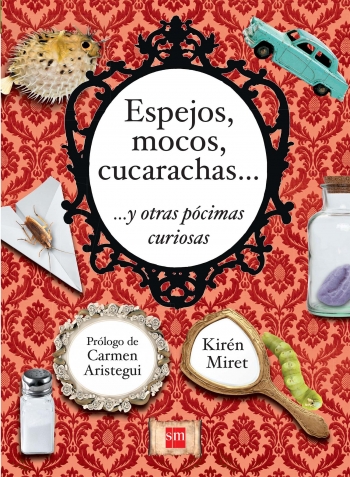 Espejos,
mocos,
cucarachas...
...y otras pócimas
curiosas
Prólogo de
Carmen
Aristegui
Kirén
Miret
sm